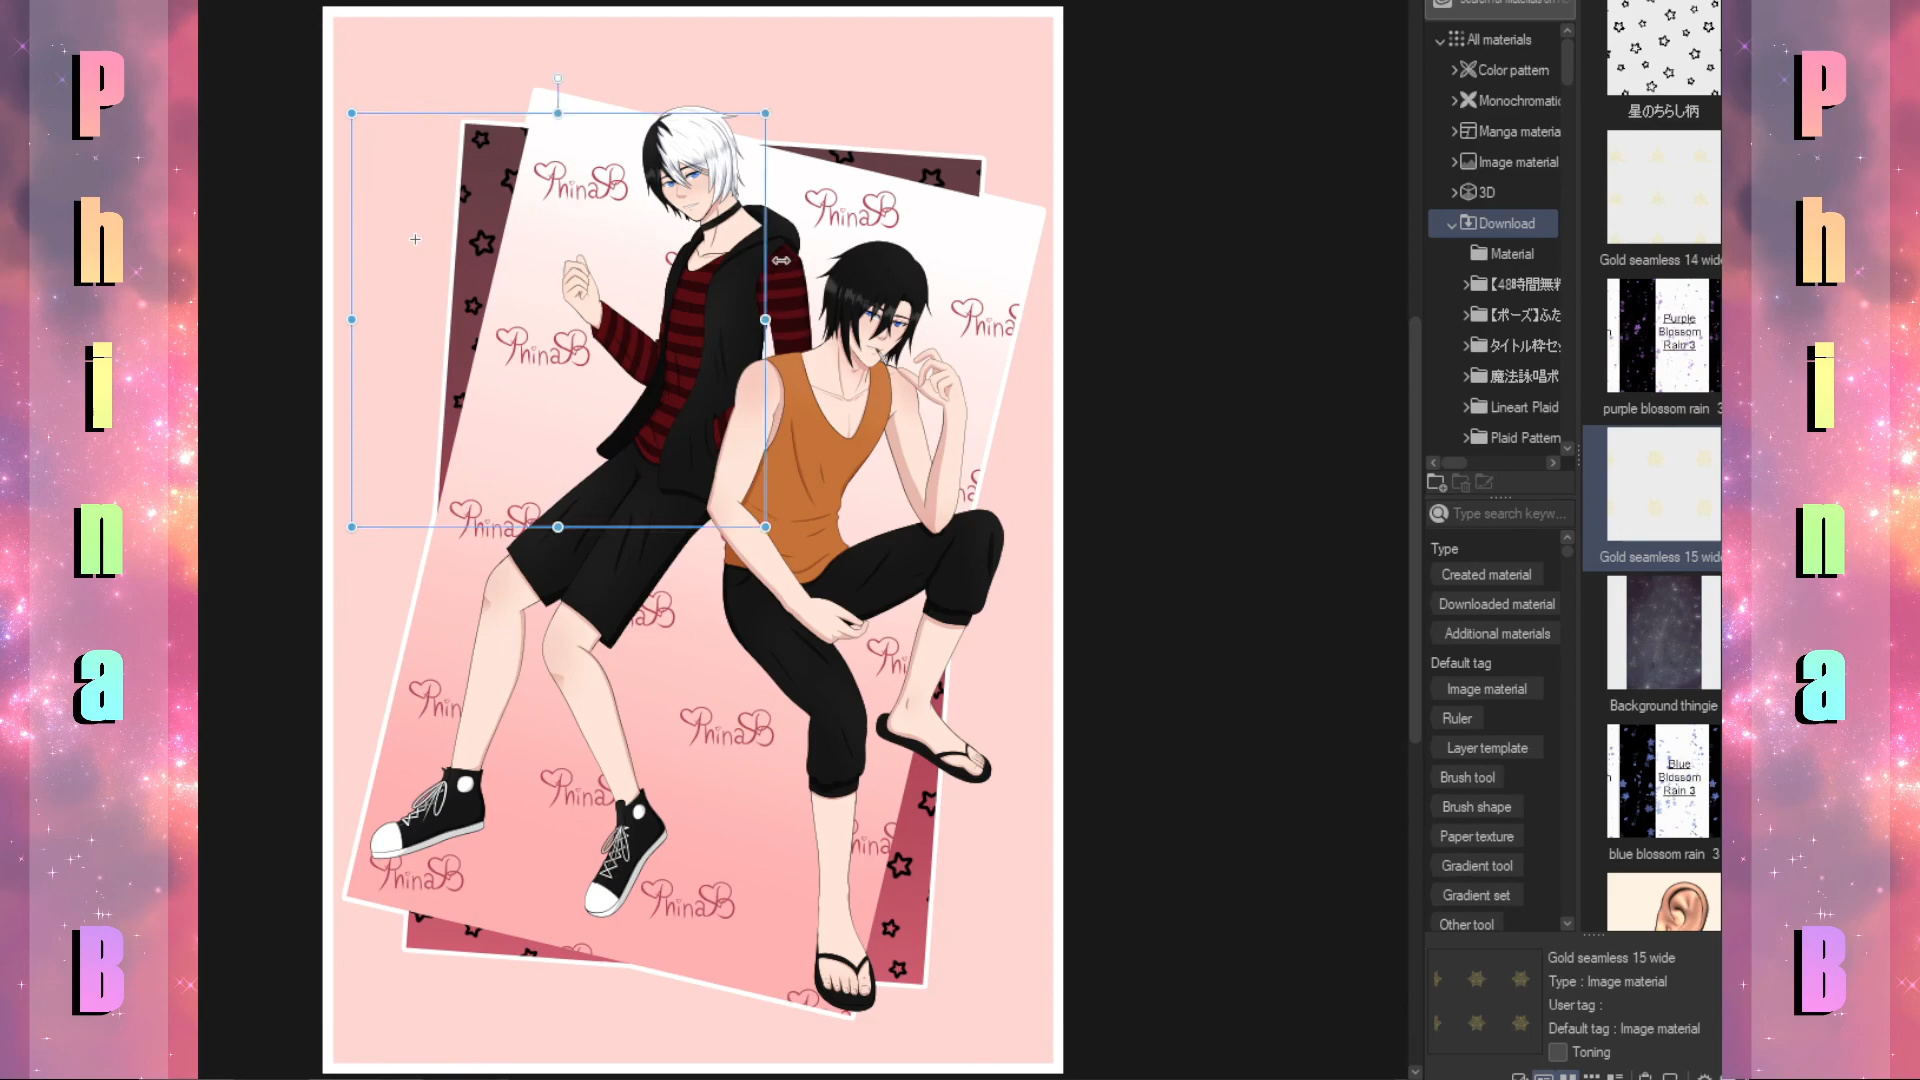 P
h
i
n
a
B
PhinaB
PhinaB
PhinaB
Phina
PhinaB
PhinaB
Phina
PhinaB
PhinaB
PhinaB
All materials
Color pattern
Monochromatic
Manga materia
Image material
3D
Download
Material
【48時間無料
【ポーズ】ふた
タイトル枠セ
魔法詠唱ポ
Lineart Plaid
Plaid Pattern
Type search keyw...
Type
Created material
Downloaded material
Additional materials
Default tag
Image material
Ruler
Layer template
Brush tool
Brush shape
Paper texture
Gradient tool
Gradient set
Other tool
星のちらし柄
Gold seamless 14 wide
Purple
Blossom
Rain 3
purple blossom rain 3
Gold seamless 15 wide
Background thingie
Blue
Blossom
Rain 3
blue blossom rain 3
Gold seamless 15 wide
Type : Image material
User tag :
Default tag : Image material
Toning
P
h
i
n
a
B